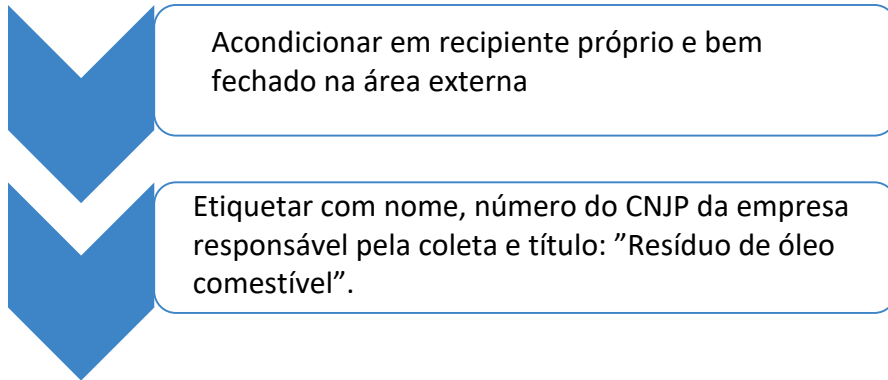 Acondicionar em recipiente próprio e bem
fechado na área externa
Etiquetar com nome, número do CNJP da empresa
responsável pela coleta e título: ”Resíduo de óleo
comestível”.